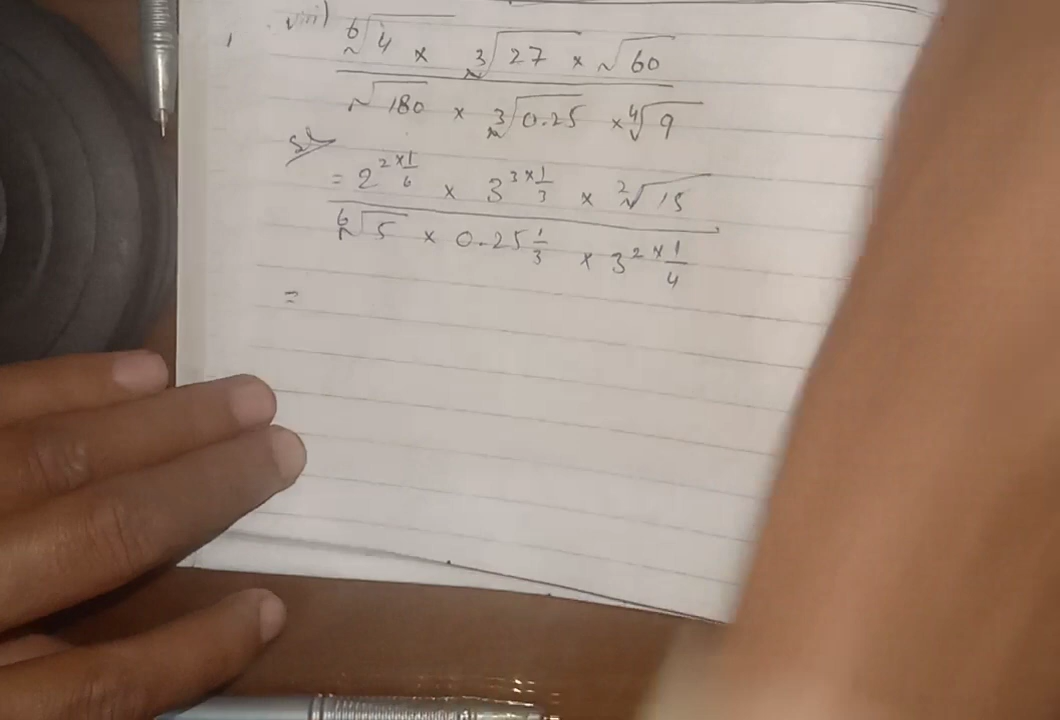 viii) ⁶√4 × ³√27 × √60
√180 × ³√0.25 × ⁴√9
Sol
= 2^(2×1/6) × 3^(3×1/3) × 2√15
6√5 × 0.25^(1/3) × 3^(2×1/4)
=